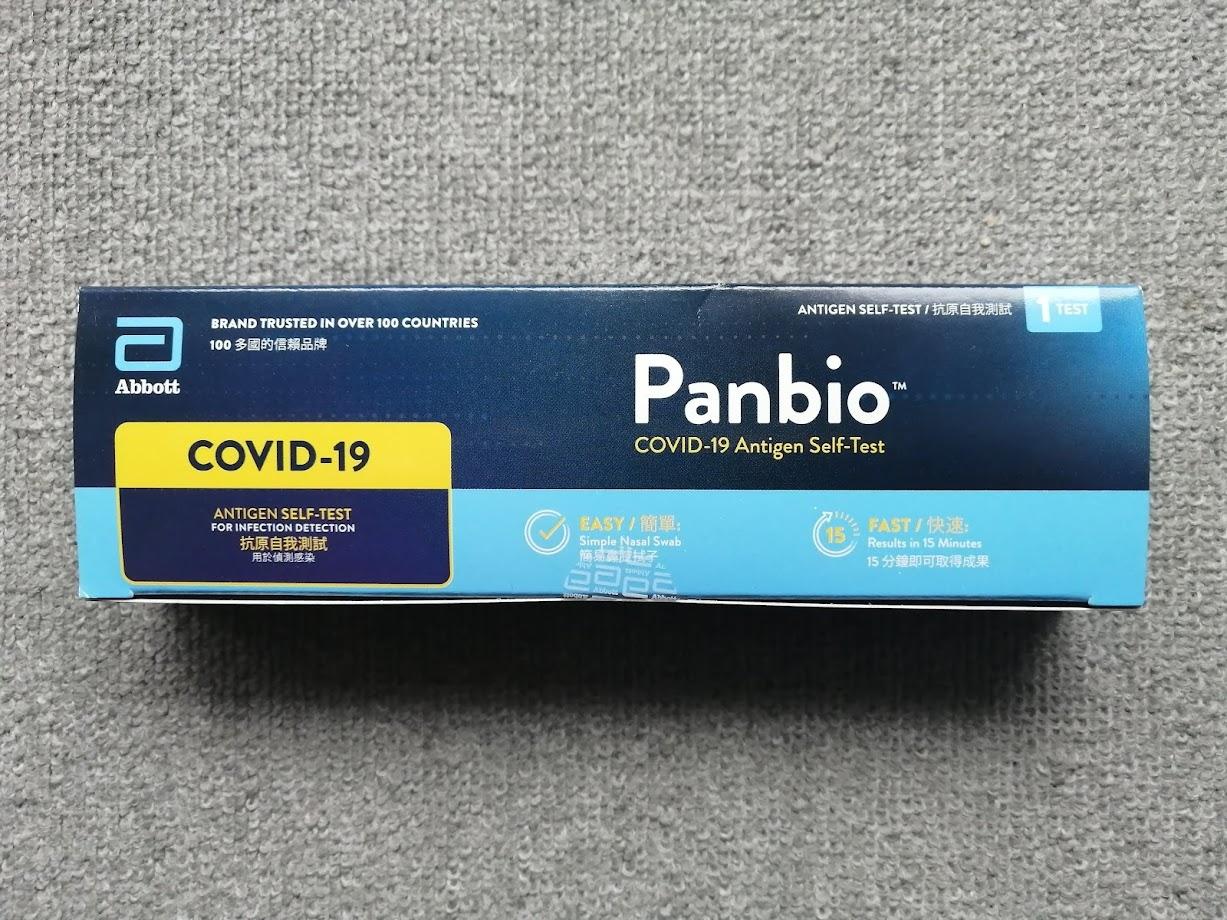 Abbott
BRAND TRUSTED IN OVER 100 COUNTRIES
100 多國的信賴品牌
ANTIGEN SELF-TEST / 抗原自我測試
1 TEST
Panbio™
COVID-19 Antigen Self-Test
COVID-19
ANTIGEN SELF-TEST
FOR INFECTION DETECTION
抗原自我測試
用於偵測感染
EASY / 簡單:
Simple Nasal Swab
15
FAST / 快速:
Results in 15 Minutes
15 分鐘即可取得成果
Abbott
Abbott